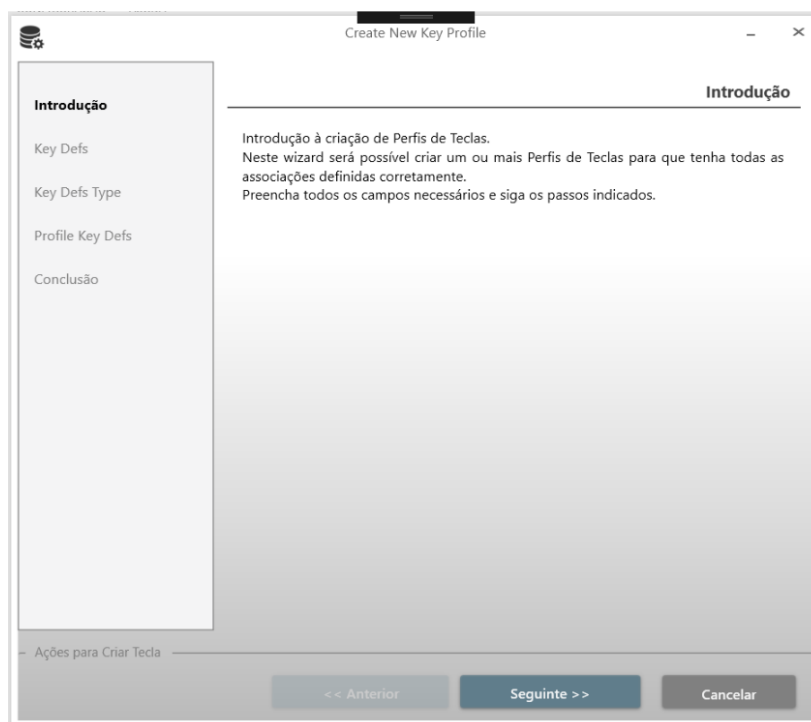 Create New Key Profile
Introdução
Key Defs
Key Defs Type
Profile Key Defs
Conclusão
Introdução
Introdução à criação de Perfis de Teclas.
Neste wizard será possível criar um ou mais Perfis de Teclas para que tenha todas as
associações definidas corretamente.
Preencha todos os campos necessários e siga os passos indicados.
Ações para Criar Tecla
<< Anterior
Seguinte >>
Cancelar